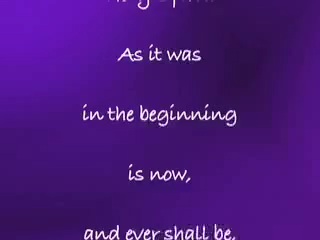 As it was
in the beginning
is now,
and ever shall be,